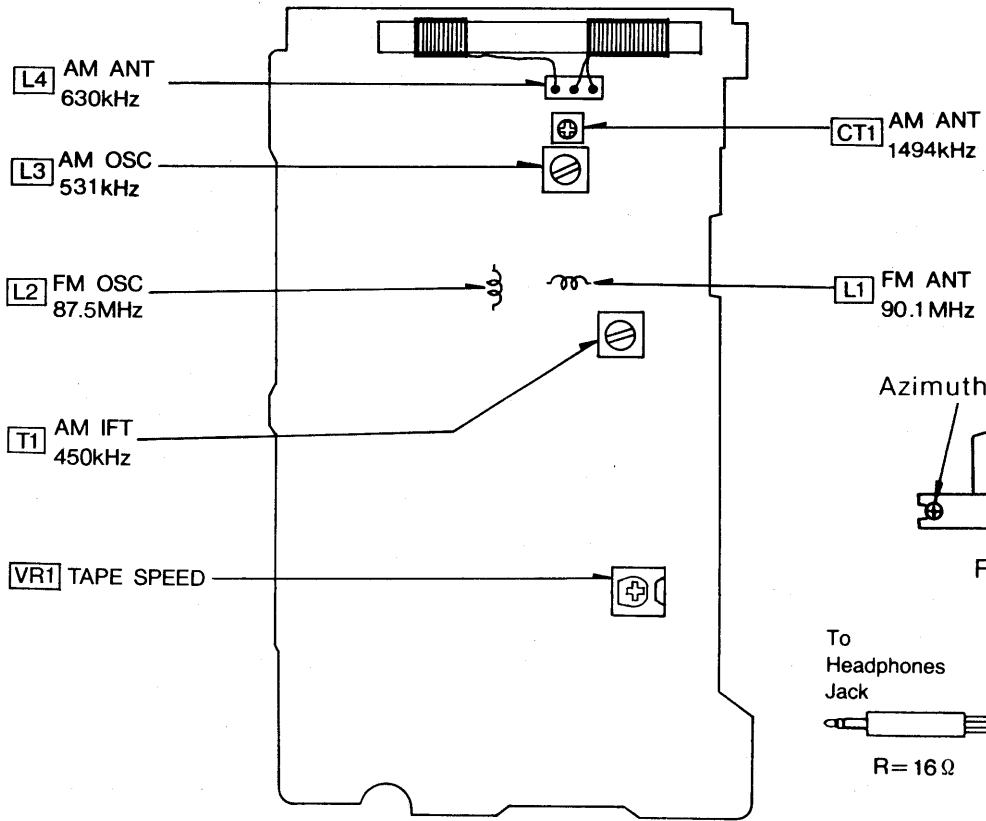 L4 AM ANT
630kHz
L3 AM OSC
531kHz
L2 FM OSC
87.5MHz
T1 AM IFT
450kHz
VR1 TAPE SPEED
CT1 AM ANT
1494kHz
L1 FM ANT
90.1MHz
Azimuth
F
To
Headphones
Jack
R=16Ω